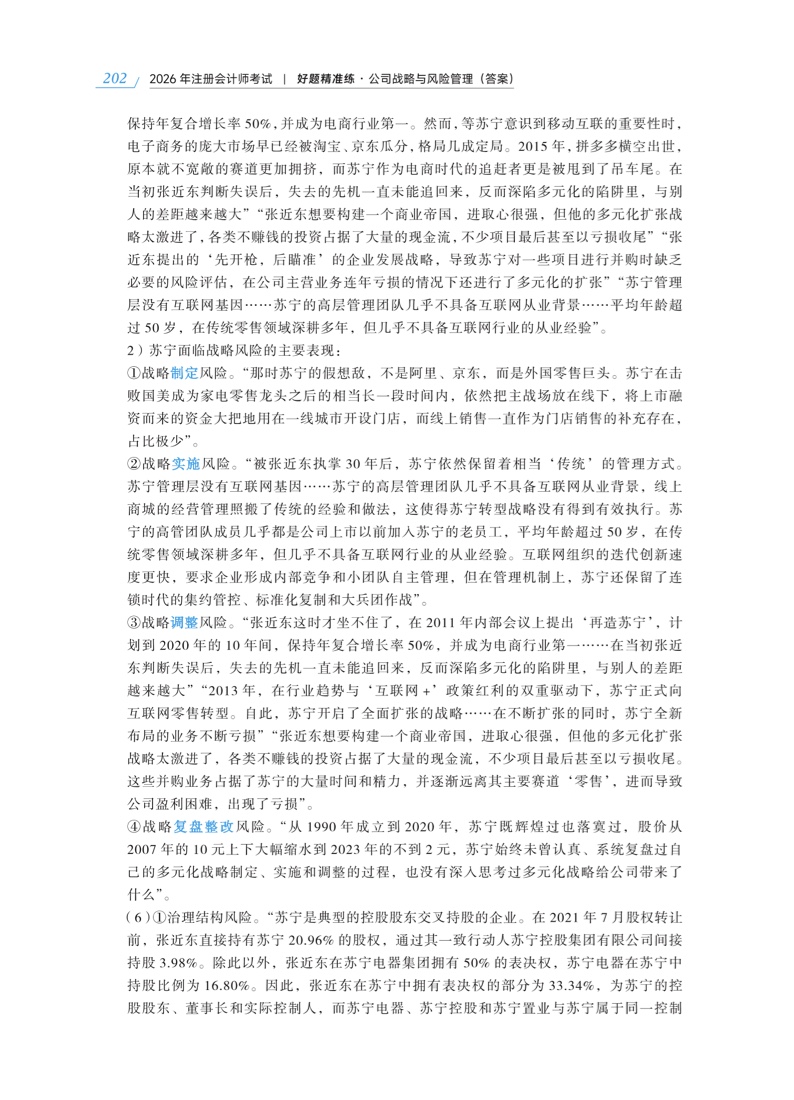 202 2026 年注册会计师考试 | 好题精准练·公司战略与风险管理（答案）
保持年复合增长率 50%，并成为电商行业第一。然而，等苏宁意识到移动互联的重要性时，
电子商务的庞大市场早已经被淘宝、京东瓜分，格局几成定局。2015 年，拼多多横空出世，
原本就不宽敞的赛道更加拥挤，而苏宁作为电商时代的追赶者更是被甩到了吊车尾。在
当初张近东判断失误后，失去的先机一直未能追回来，反而深陷多元化的陷阱里，与别
人的差距越来越大”“张近东想要构建一个商业帝国，进取心很强，但他的多元化扩张战
略太激进了，各类不赚钱的投资占据了大量的现金流，不少项目最后甚至以亏损收尾”“张
近东提出的‘先开枪，后瞄准’的企业发展战略，导致苏宁对一些项目进行并购时缺乏
必要的风险评估，在公司主营业务连年亏损的情况下还进行了多元化的扩张”“苏宁管理
层没有互联网基因……苏宁的高层管理团队几乎不具备互联网从业背景……平均年龄超
过 50 岁，在传统零售领域深耕多年，但几乎不具备互联网行业的从业经验”。
2）苏宁面临战略风险的主要表现：
①战略制定风险。“那时苏宁的假想敌，不是阿里、京东，而是外国零售巨头。苏宁在击
败国美成为家电零售龙头之后的相当长一段时间内，依然把主战场放在线下，将上市融
资而来的资金大把地用在一线城市开设门店，而线上销售一直作为门店销售的补充存在，
占比极少”。
②战略实施风险。“被张近东执掌 30 年后，苏宁依然保留着相当‘传统’的管理方式。
苏宁管理层没有互联网基因……苏宁的高层管理团队几乎不具备互联网从业背景，线上
商城的经营管理照搬了传统的经验和做法，这使得苏宁转型战略没有得到有效执行。苏
宁的高管团队成员几乎都是公司上市以前加入苏宁的老员工，平均年龄超过 50 岁，在传
统零售领域深耕多年，但几乎不具备互联网行业的从业经验。互联网组织的迭代创新速
度更快，要求企业形成内部竞争和小团队自主管理，但在管理机制上，苏宁还保留了连
锁时代的集约管控、标准化复制和大兵团作战”。
③战略调整风险。“张近东这时才坐不住了，在 2011 年内部会议上提出‘再造苏宁’，计
划到 2020 年的 10 年间，保持年复合增长率 50%，并成为电商行业第一……在当初张近
东判断失误后，失去的先机一直未能追回来，反而深陷多元化的陷阱里，与别人的差距
越来越大”“2013 年，在行业趋势与‘互联网 +’政策红利的双重驱动下，苏宁正式向
互联网零售转型。自此，苏宁开启了全面扩张的战略……在不断扩张的同时，苏宁全新
布局的业务不断亏损”“张近东想要构建一个商业帝国，进取心很强，但他的多元化扩张
战略太激进了，各类不赚钱的投资占据了大量的现金流，不少项目最后甚至以亏损收尾。
这些并购业务占据了苏宁的大量时间和精力，并逐渐远离其主要赛道‘零售’，进而导致
公司盈利困难，出现了亏损”。
④战略复盘整改风险。“从 1990 年成立到 2020 年，苏宁既辉煌过也落寞过，股价从
2007 年的 10 元上下大幅缩水到 2023 年的不到 2 元，苏宁始终未曾认真、系统复盘过自
己的多元化战略制定、实施和调整的过程，也没有深入思考过多元化战略给公司带来了
什么”。
（6）①治理结构风险。“苏宁是典型的控股股东交叉持股的企业。在 2021 年 7 月股权转让
前，张近东直接持有苏宁 20.96% 的股权，通过其一致行动人苏宁控股集团有限公司间接
持股 3.98%。除此以外，张近东在苏宁电器集团拥有 50% 的表决权，苏宁电器在苏宁中
持股比例为 16.80%。因此，张近东在苏宁中拥有表决权的部分为 33.34%，为苏宁的控
股股东、董事长和实际控制人，而苏宁电器、苏宁控股和苏宁置业与苏宁属于同一控制